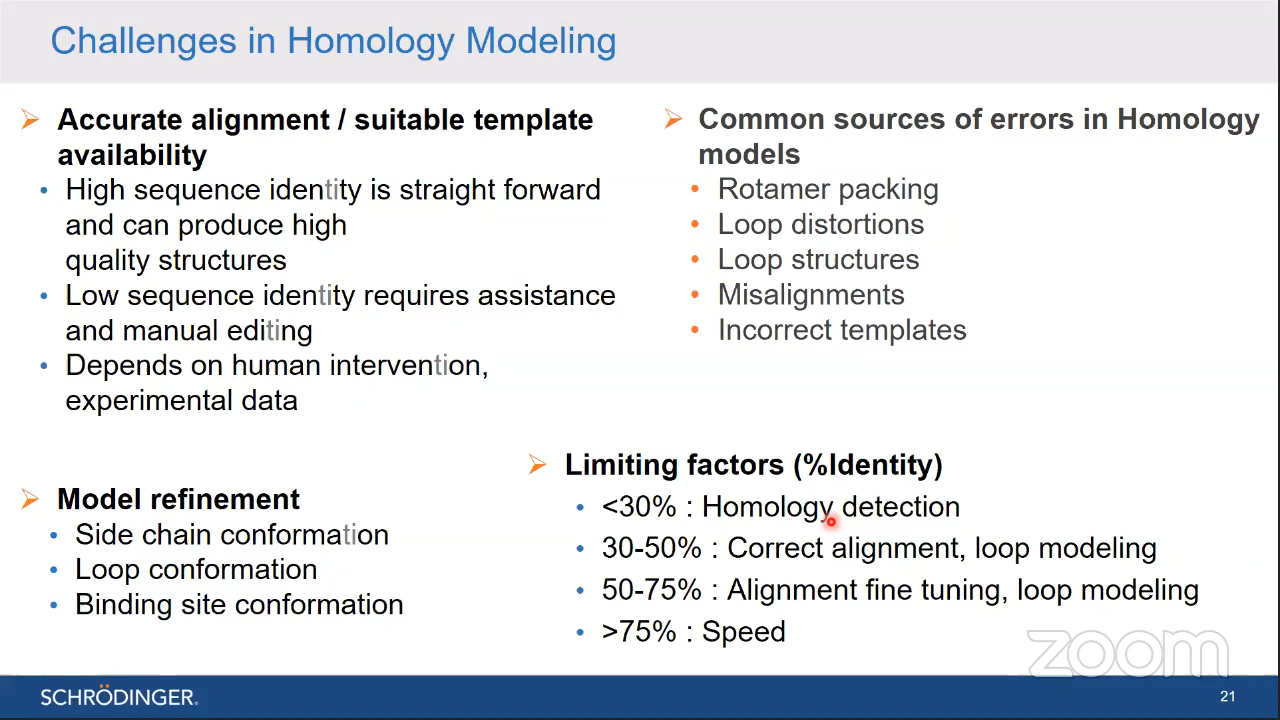 Challenges in Homology Modeling
Accurate alignment / suitable template
availability
High sequence identity is straight forward
and can produce high
quality structures
Low sequence identity requires assistance
and manual editing
Depends on human intervention,
experimental data
Common sources of errors in Homology
models
Rotamer packing
Loop distortions
Loop structures
Misalignments
Incorrect templates
Model refinement
Side chain conformation
Loop conformation
Binding site conformation
Limiting factors (%Identity)
<30% : Homology detection
30-50% : Correct alignment, loop modeling
50-75% : Alignment fine tuning, loop modeling
>75% : Speed
zoom
SCHRÖDINGER.
21